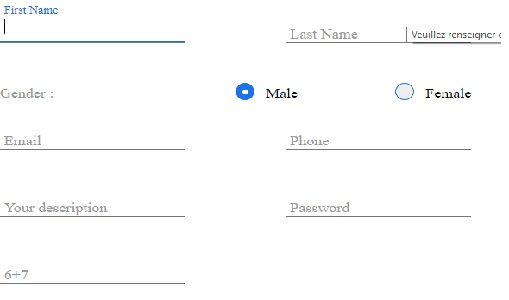 First Name
Last Name
Veuillez renseigner
Gender :
Male
Female
Email
Phone
Your description
Password
6+7